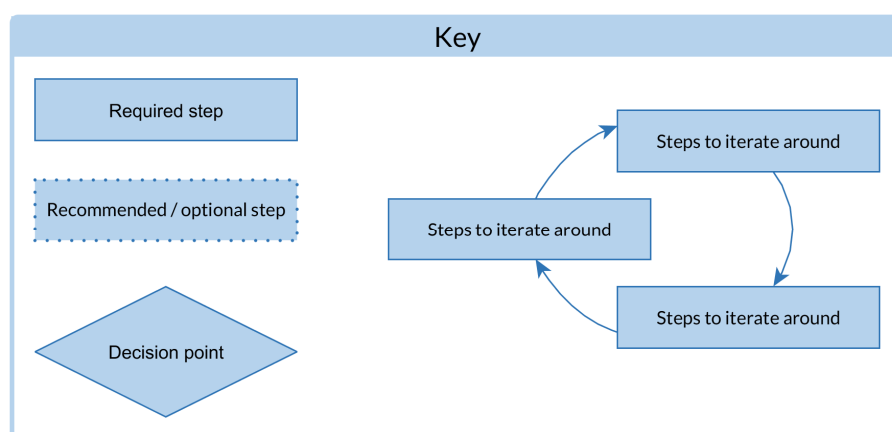 Key
Required step
Recommended / optional step
Decision point
Steps to iterate around
Steps to iterate around
Steps to iterate around